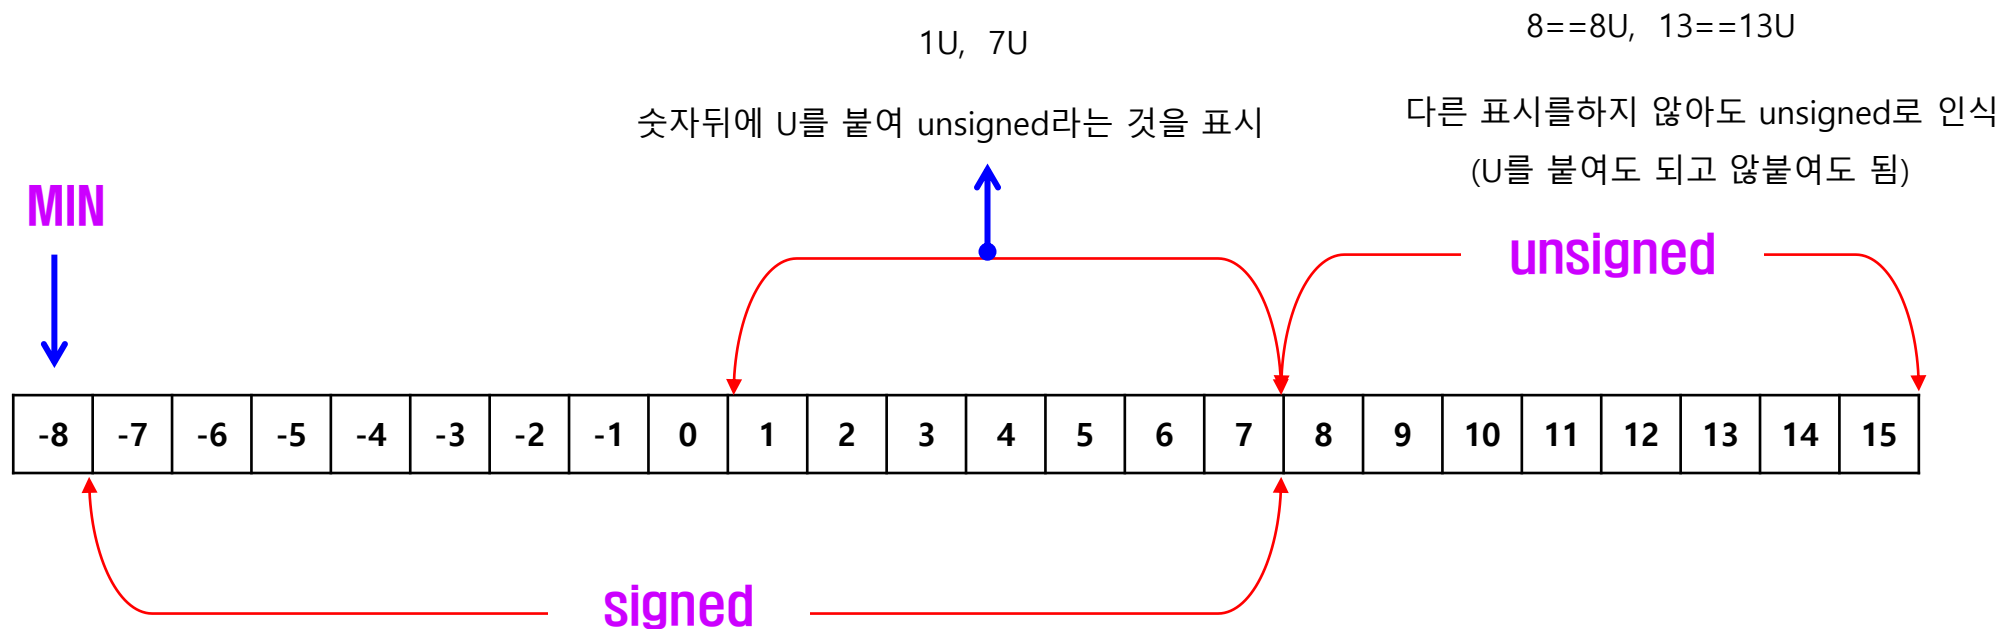 8==8U, 13==13U
1U, 7U
다른 표시를하지 않아도 unsigned로 인식
숫자뒤에 U를 붙여 unsigned라는 것을 표시
(U를 붙여도 되고 않붙여도 됨)
MIN
unsigned
-8 -7 -6 -5 -4 -3 -2 -1 0 1 2 3 4 5 6 7 8 9 10 11 12 13 14 15
signed